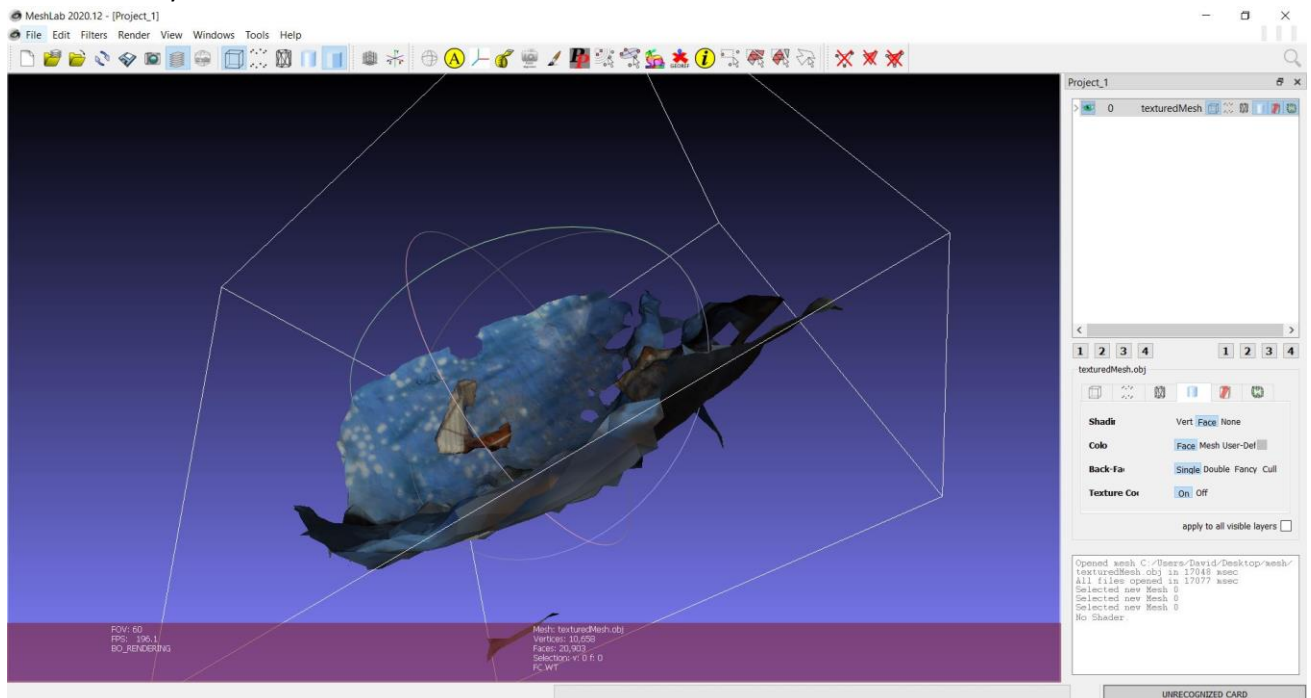 MeshLab 2020.12 - [Project_1]
File Edit Filters Render View Windows Tools Help
A
Pp
i
Project_1
0 texturedMesh
1 2 3 4 1 2 3 4
texturedMesh.obj
Shadi Vert Face None
Colo Face Mesh User-Def
Back-Fa Single Double Fancy Cull
Texture Co On Off
apply to all visible layers
Opened mesh C:/Users/David/Desktop/mesh/
texturedMesh.obj in 17048 msec
All files opened in 17077 msec
Selected new Mesh 0
Selected new Mesh 0
Selected new Mesh 0
No Shader
FOV: 60
FPS: 196.1
BO_RENDERING
Mesh: texturedMesh.obj
Vertices: 10,658
Faces: 20,903
Selection: v: 0 f: 0
FC WT
UNRECOGNIZED CARD